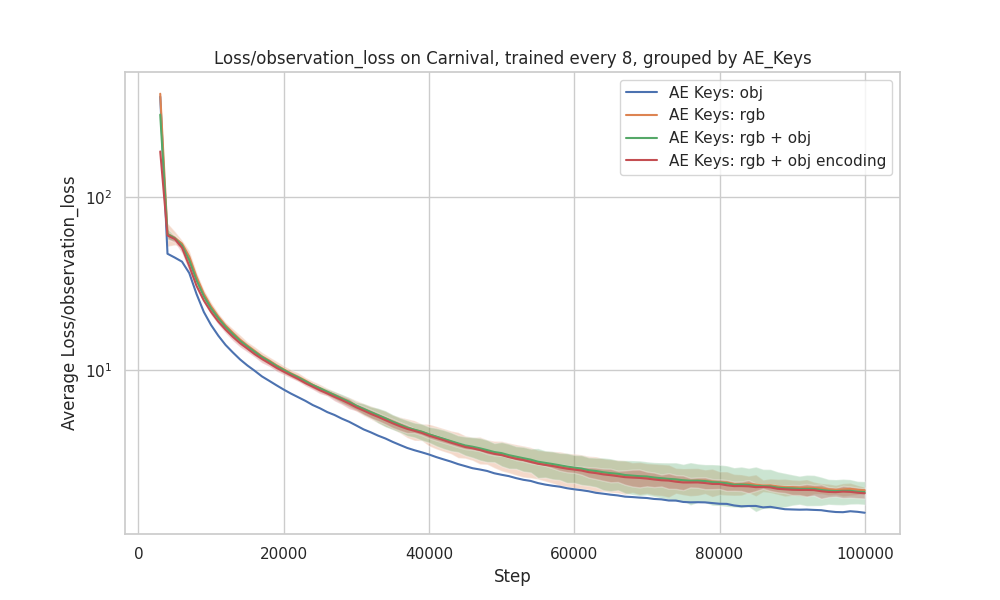 Loss/observation_loss on Carnival, trained every 8, grouped by AE_Keys
AE Keys: obj
AE Keys: rgb
AE Keys: rgb + obj
AE Keys: rgb + obj encoding
Average Loss/observation_loss
10²
10¹
0
20000
40000
60000
80000
100000
Step